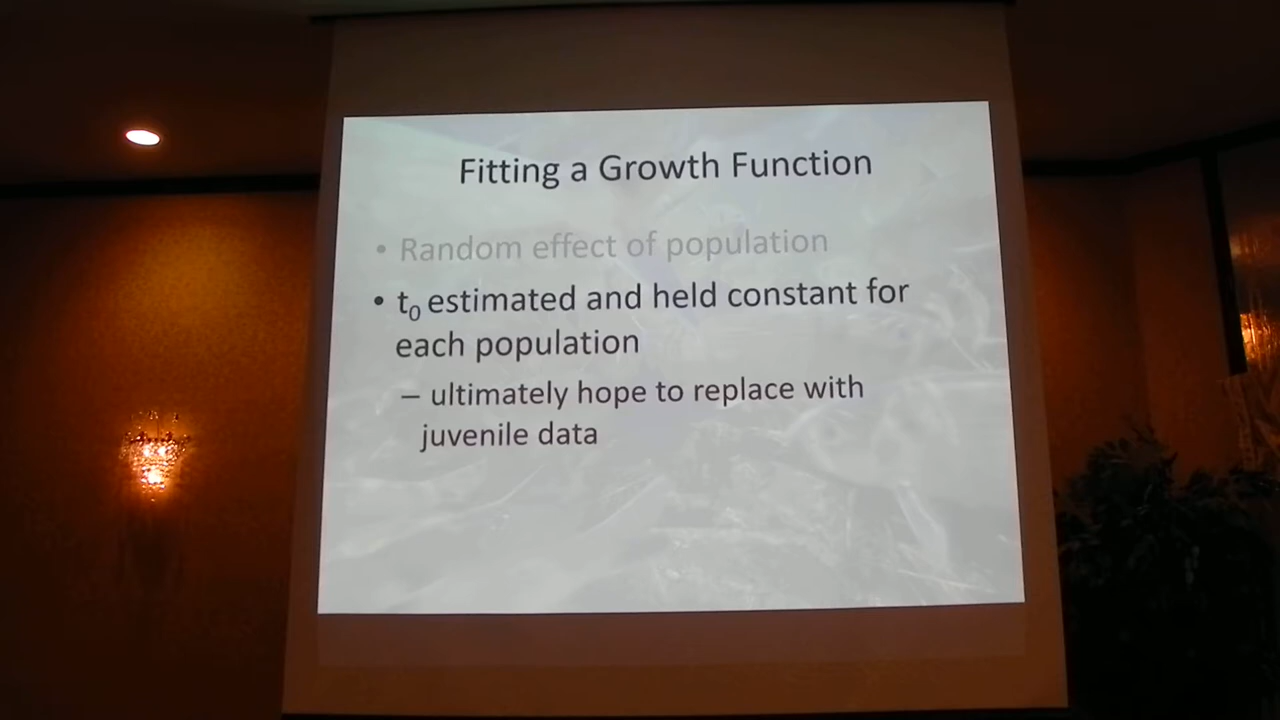 Fitting a Growth Function
• Random effect of population
• t₀ estimated and held constant for
each population
– ultimately hope to replace with
juvenile data